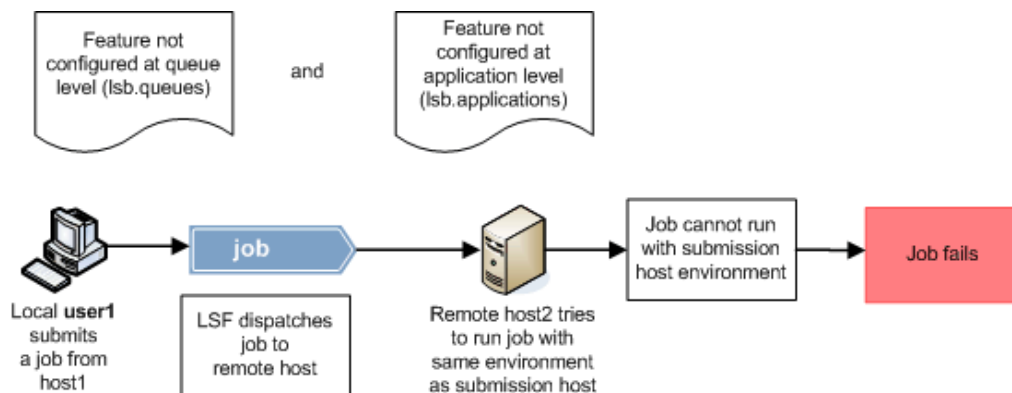 Feature not
configured at queue
level (lsb.queues)
and
Feature not
configured at
application level
(lsb.applications)
Local user1
submits
a job from
host1
job
LSF dispatches
job to
remote host
Remote host2 tries
to run job with
same environment
as submission host
Job cannot run
with submission
host environment
Job fails